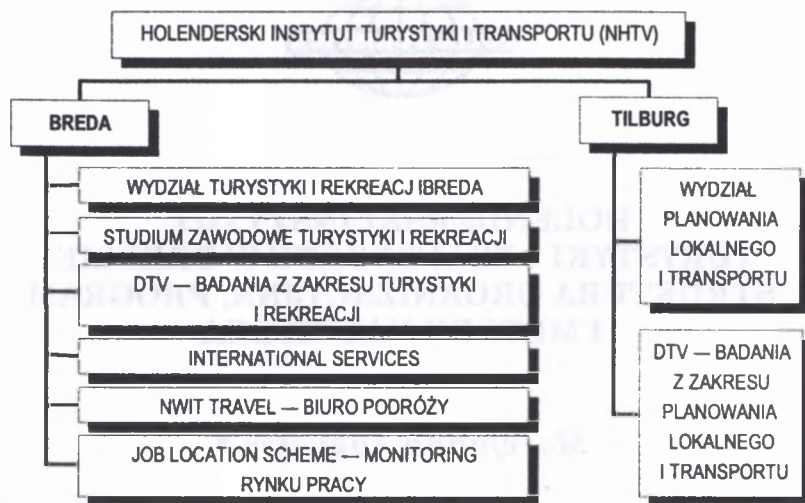 HOLENDERSKI INSTYTUT TURYSTYKI I TRANSPORTU (NHTV)
BREDA
WYDZIAŁ TURYSTYKI I REKREACJ IBREDA
STUDIUM ZAWODOWE TURYSTYKI I REKREACJI
DTV — BADANIA Z ZAKRESU TURYSTYKI
I REKREACJI
INTERNATIONAL SERVICES
NWIT TRAVEL — BIURO PODRÓŻY
JOB LOCATION SCHEME — MONITORING
RYNKU PRACY
TILBURG
WYDZIAŁ
PLANOWANIA
LOKALNEGO
I TRANSPORTU
DTV — BADANIA
Z ZAKRESU
PLANOWANIA
LOKALNEGO
I TRANSPORTU